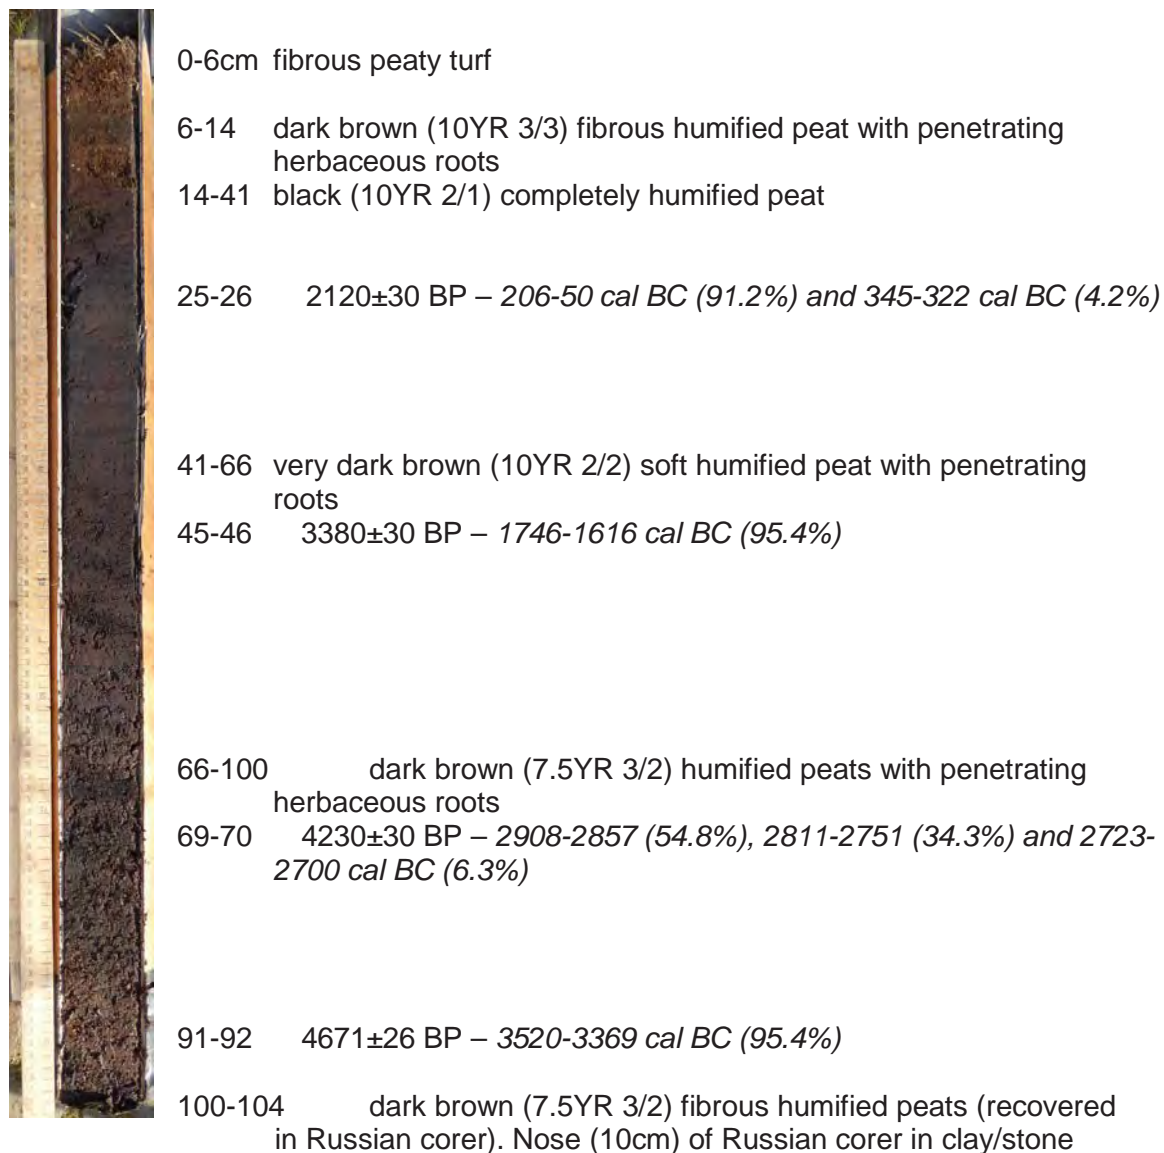 0-6cm fibrous peaty turf
6-14 dark brown (10YR 3/3) fibrous humified peat with penetrating
herbaceous roots
14-41 black (10YR 2/1) completely humified peat
25-26 2120±30 BP – 206-50 cal BC (91.2%) and 345-322 cal BC (4.2%)
41-66 very dark brown (10YR 2/2) soft humified peat with penetrating
roots
45-46 3380±30 BP – 1746-1616 cal BC (95.4%)
66-100 dark brown (7.5YR 3/2) humified peats with penetrating
herbaceous roots
69-70 4230±30 BP – 2908-2857 (54.8%), 2811-2751 (34.3%) and 2723-
2700 cal BC (6.3%)
91-92 4671±26 BP – 3520-3369 cal BC (95.4%)
100-104 dark brown (7.5YR 3/2) fibrous humified peats (recovered
in Russian corer). Nose (10cm) of Russian corer in clay/stone